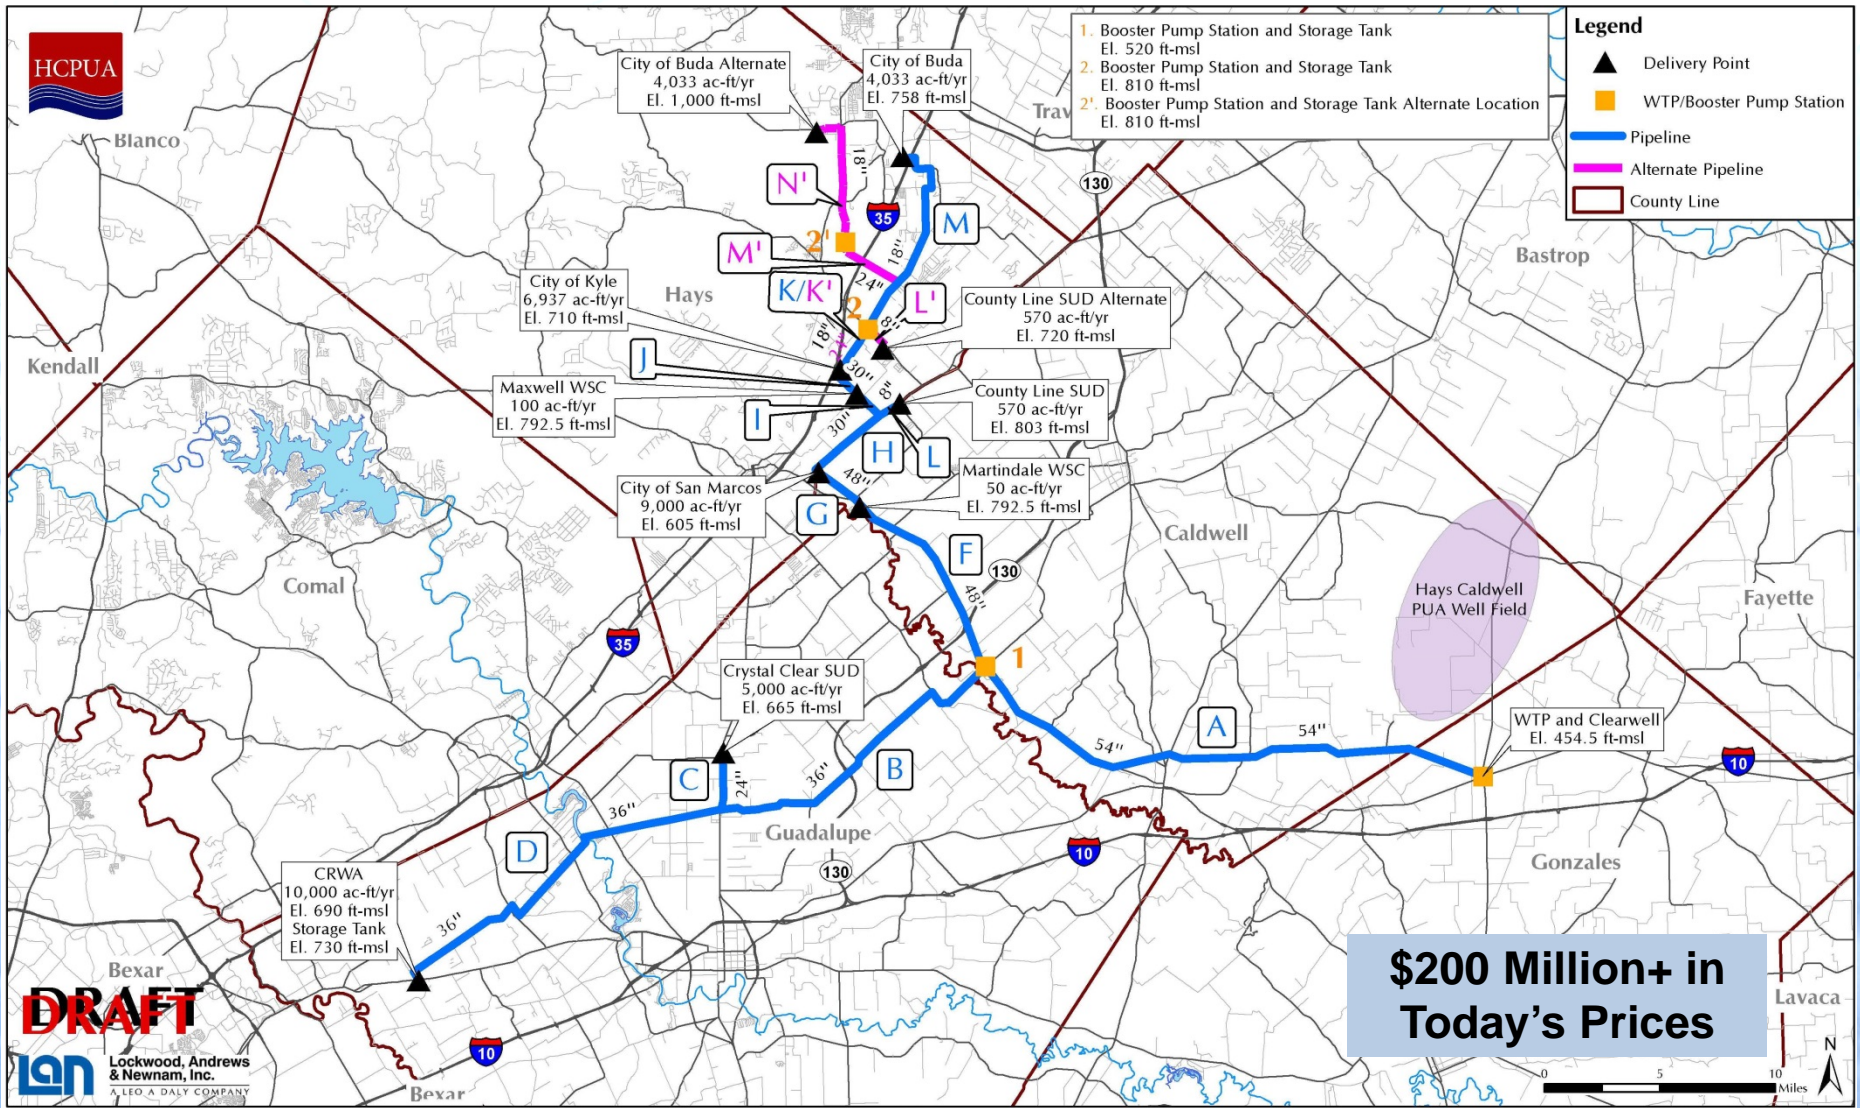 HCPUA
City of Buda Alternate
4,033 ac-ft/yr
El. 1,000 ft-msl
City of Buda
4,033 ac-ft/yr
El. 758 ft-msl
1. Booster Pump Station and Storage Tank
El. 520 ft-msl
2. Booster Pump Station and Storage Tank
El. 810 ft-msl
2'. Booster Pump Station and Storage Tank Alternate Location
El. 810 ft-msl
Legend
Delivery Point
WTP/Booster Pump Station
Pipeline
Alternate Pipeline
County Line
Blanco
Trav
130
18"
N'
35
M
2'
M'
18"
24"
Bastrop
City of Kyle
6,937 ac-ft/yr
El. 710 ft-msl
Hays
K/K'
L'
2
8"
County Line SUD Alternate
570 ac-ft/yr
El. 720 ft-msl
18"
24"
Kendall
J
30"
8"
Maxwell WSC
100 ac-ft/yr
El. 792.5 ft-msl
County Line SUD
570 ac-ft/yr
El. 803 ft-msl
I
30"
H
L
City of San Marcos
9,000 ac-ft/yr
El. 605 ft-msl
48"
G
Martindale WSC
50 ac-ft/yr
El. 792.5 ft-msl
Caldwell
F
130
48"
Comal
Hays Caldwell
PUA Well Field
Fayette
35
1
Crystal Clear SUD
5,000 ac-ft/yr
El. 665 ft-msl
A
54"
54"
WTP and Clearwell
El. 454.5 ft-msl
10
C
24"
36"
B
36"
Guadalupe
D
10
130
Gonzales
CRWA
10,000 ac-ft/yr
El. 690 ft-msl
Storage Tank
El. 730 ft-msl
36"
Bexar
DRAFT
$200 Million+ in
Today's Prices
Lavaca
10
Lan
Lockwood, Andrews
& Newnam, Inc.
A LEO A DALY COMPANY
Bexar
N
0 5 10
Miles